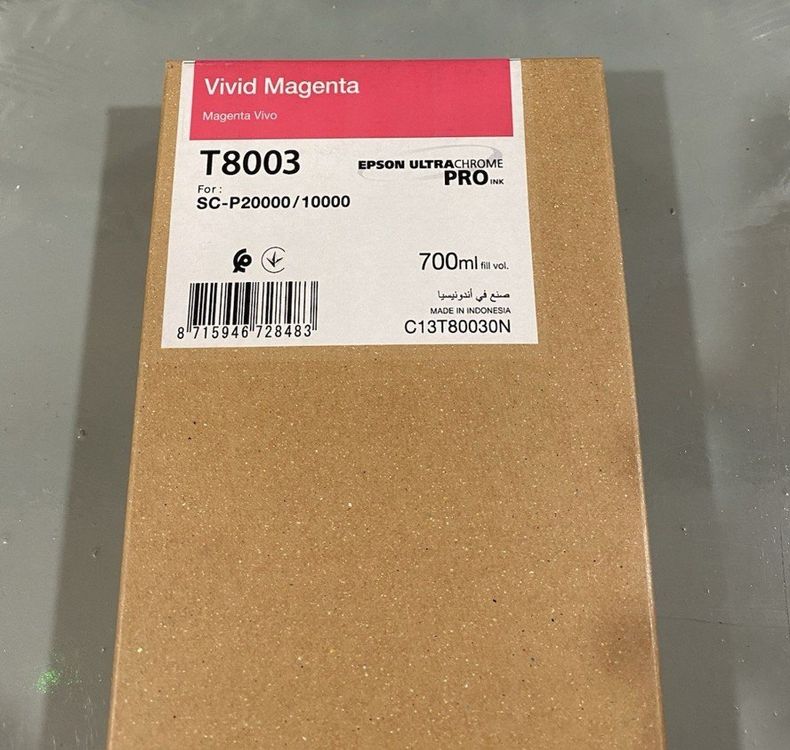 Vivid Magenta
Magenta Vivo
T8003
EPSON ULTRACHROME
PRO INK
For :
SC-P20000/10000
700ml fill vol.
صنع في أندونيسيا
MADE IN INDONESIA
C13T80030N
8 715946 728483